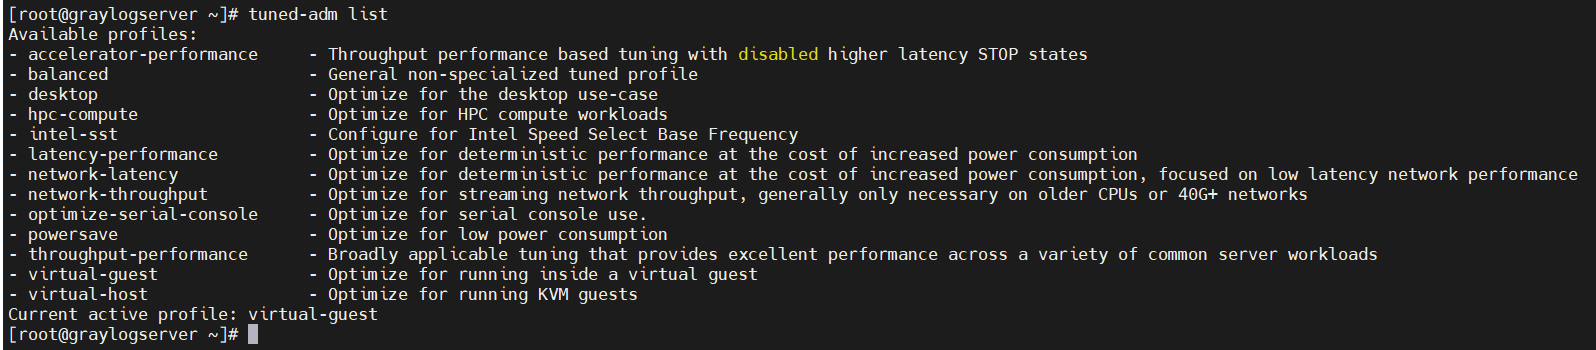 [root@graylogserver ~]# tuned-adm list
Available profiles:
- accelerator-performance     - Throughput performance based tuning with disabled higher latency STOP states
- balanced                    - General non-specialized tuned profile
- desktop                     - Optimize for the desktop use-case
- hpc-compute                 - Optimize for HPC compute workloads
- intel-sst                   - Configure for Intel Speed Select Base Frequency
- latency-performance         - Optimize for deterministic performance at the cost of increased power consumption
- network-latency             - Optimize for deterministic performance at the cost of increased power consumption, focused on low latency network performance
- network-throughput          - Optimize for streaming network throughput, generally only necessary on older CPUs or 40G+ networks
- optimize-serial-console     - Optimize for serial console use.
- powersave                   - Optimize for low power consumption
- throughput-performance      - Broadly applicable tuning that provides excellent performance across a variety of common server workloads
- virtual-guest               - Optimize for running inside a virtual guest
- virtual-host                - Optimize for running KVM guests
Current active profile: virtual-guest
[root@graylogserver ~]#